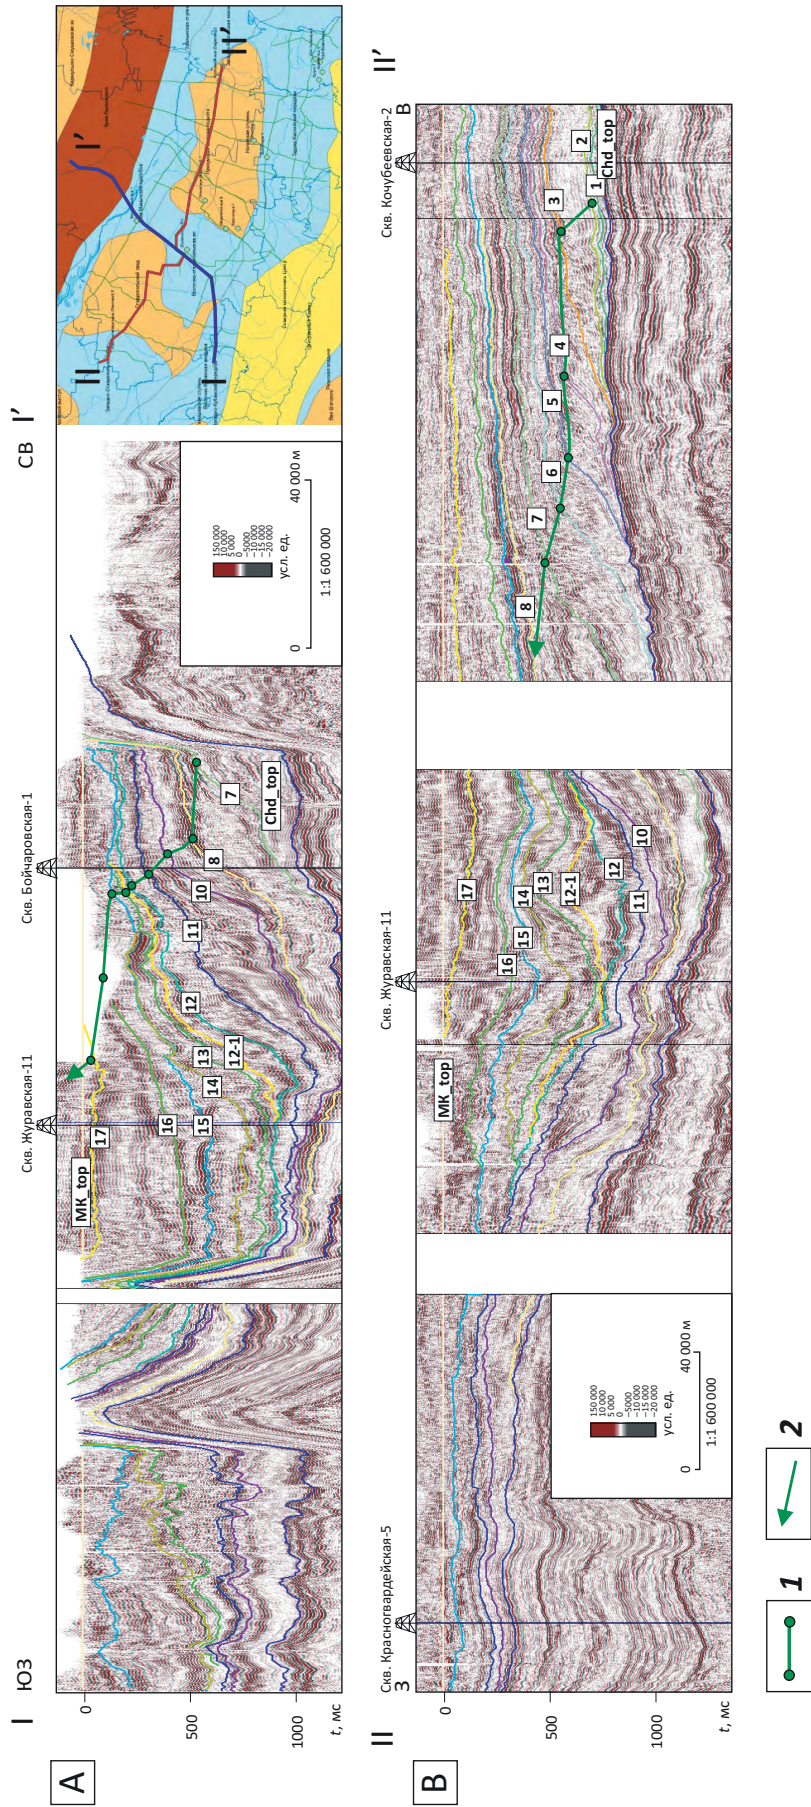 A
I
ЮЗ
Скв. Журавская-11
Скв. Бойчаровская-1
СВ
I'
0
500
1000
t, мс
MK_top
17
16
15
14
13
12-1
12
11
10
8
7
Chd_top
150 000
10 000
5 000
0
−5000
−10 000
−15 000
−20 000
усл. ед.
0
40 000 м
1:1 600 000
II
I'
II'
I
B
II
З
Скв. Красногвардейская-5
Скв. Журавская-11
Скв. Кочубеевская-2
В
II'
0
500
1000
t, мс
150 000
10 000
5 000
0
−5000
−10 000
−15 000
−20 000
усл. ед.
0
40 000 м
1:1 600 000
MK_top
17
16
15
14
13
12-1
12
11
10
8
7
6
5
4
3
2
1
Chd_top
1
2